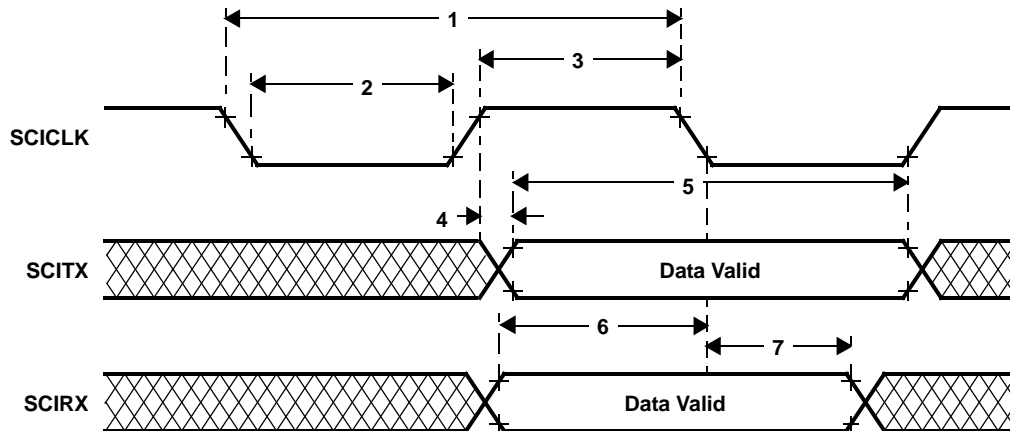 1
3
2
SCICLK
5
4
SCITX
Data Valid
6
7
SCIRX
Data Valid